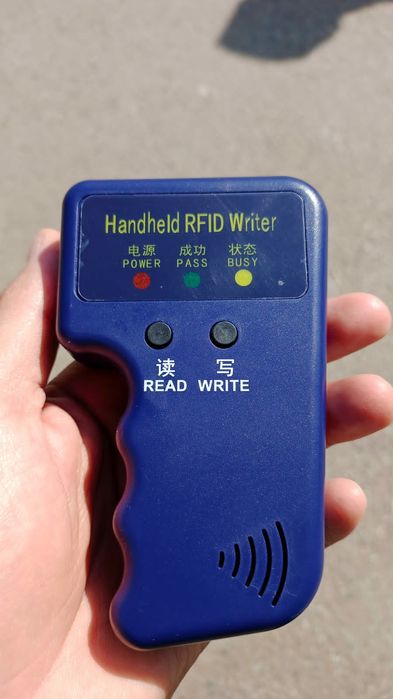 Handheld RFID Writer
电源 成功 状态
POWER PASS BUSY
读 写
READ WRITE